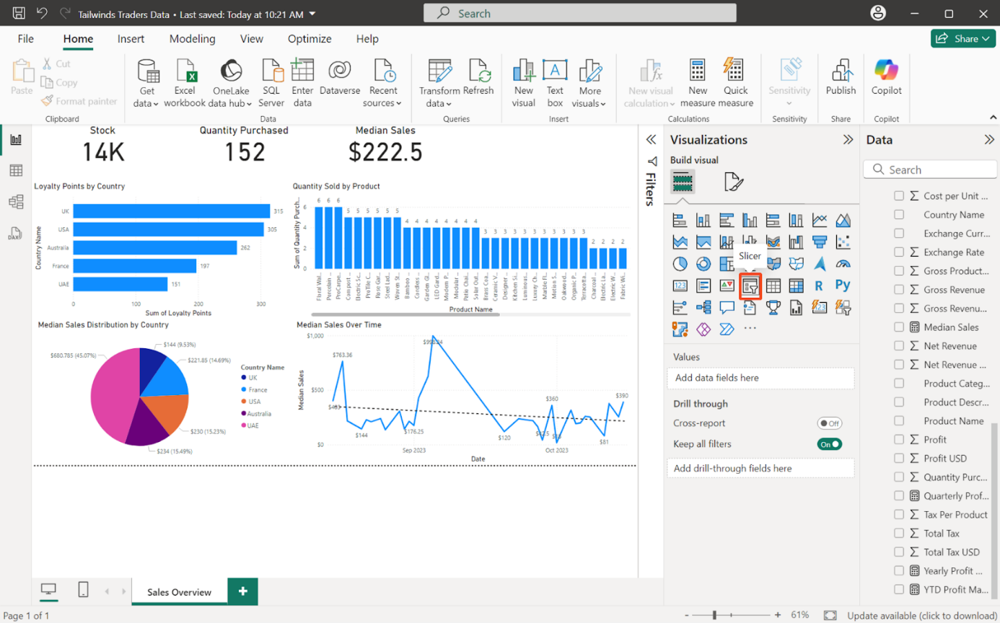 Tailwinds Traders Data • Last saved: Today at 10:21 AM
Search
File Home Insert Modeling View Optimize Help
Share
Paste
Cut
Copy
Format painter
Clipboard
Get data
Excel workbook
OneLake data hub
SQL Server
Enter data
Dataverse
Recent sources
Data
Transform data
Refresh
Queries
New visual
Text box
More visuals
Insert
New visual calculation
New measure
Quick measure
Calculations
Sensitivity
Sensitivity
Publish
Share
Copilot
Copilot
Stock
14K
Quantity Purchased
152
Median Sales
$222.5
Loyalty Points by Country
Country Name
UK 315
USA 305
Australia 262
France 197
UAE 151
0 100 200 300
Sum of Loyalty Points
Quantity Sold by Product
Sum of Quantity Purch...
6
4
2
0
6 6 6 5 5 5 5 5 5 4 4 4 4 4 4 4 4 3 3 3 3 3 3 3 3 3 3 3 2 2 2 2
Floral Wal...
Porcelain ...
ProCarpe...
Compost ...
Electric Sc...
ProTile C...
Rose Gar...
Steel Lad...
Woven St...
Bamboo ...
Cordless ...
Garden Gl...
LED Gard...
Modern P...
Modular ...
Patio Chai...
Solar Out...
Brass Coa...
Ceramic V...
Designer ...
Kitchen Si...
Luminous...
Luxury Ch...
Marble Fl...
Motion S...
Oakwood...
Organic P...
Terracotta...
Charcoal ...
Electric La...
Electric W...
Fabric Wi...
Product Name
Median Sales Distribution by Country
$144 (9.53%)
$221.85 (14.69%)
$230 (15.23%)
$234 (15.49%)
$680.785 (45.07%)
Country Name
UK
France
USA
Australia
UAE
Median Sales Over Time
Median Sales
$1,000
$500
$0
$763.36
$144
$176.25
$120
$360
$81
$390
Sep 2023 Oct 2023
Date
Filters
Visualizations
Build visual
Slicer
123
R
Py
123
Values
Add data fields here
Drill through
Cross-report Off
Keep all filters On
Add drill-through fields here
Data
Search
Cost per Unit ...
Country Name
Exchange Curr...
Exchange Rate
Gross Product...
Gross Revenue
Gross Revenu...
Median Sales
Net Revenue
Net Revenue ...
Product Categ...
Product Descr...
Product Name
Profit
Profit USD
Quantity Purc...
Quarterly Prof...
Tax Per Product
Total Tax
Total Tax USD
Yearly Profit ...
YTD Profit Ma...
DAX
Sales Overview
+
Page 1 of 1
- + 61%
Update available (click to download)